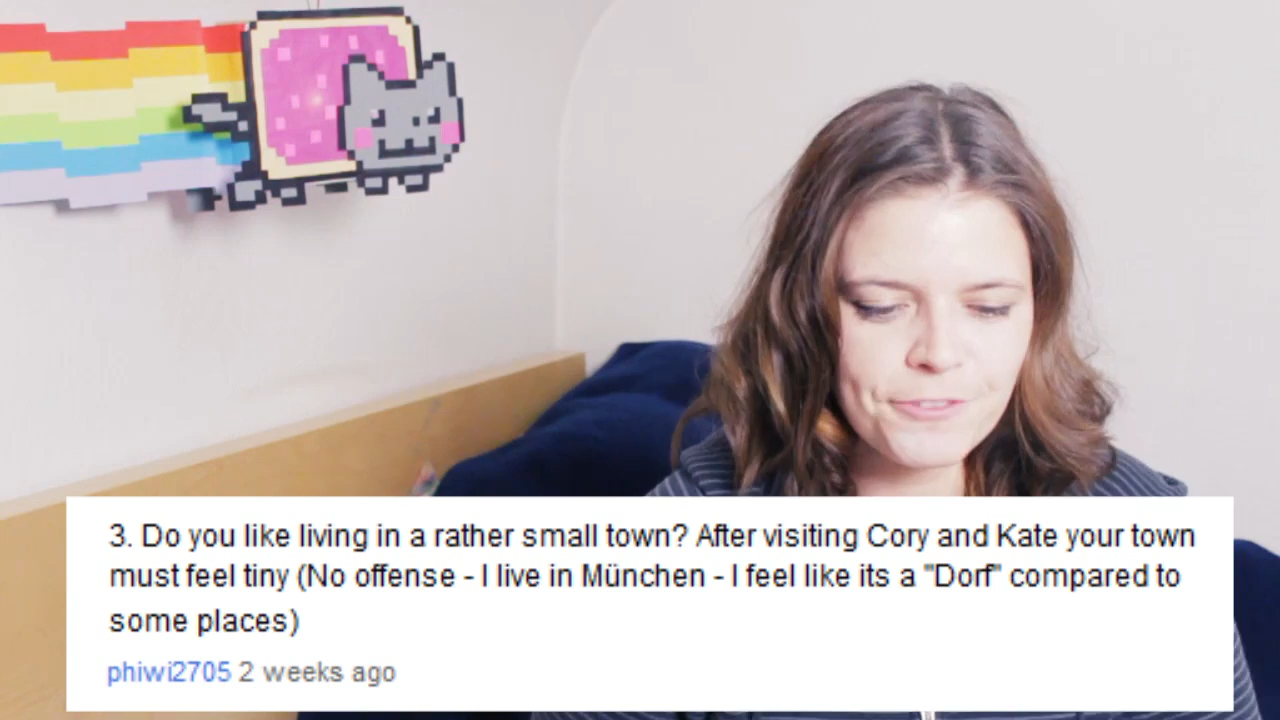 3. Do you like living in a rather small town? After visiting Cory and Kate your town
must feel tiny (No offense - I live in München - I feel like its a "Dorf" compared to
some places)
phiwi2705 2 weeks ago